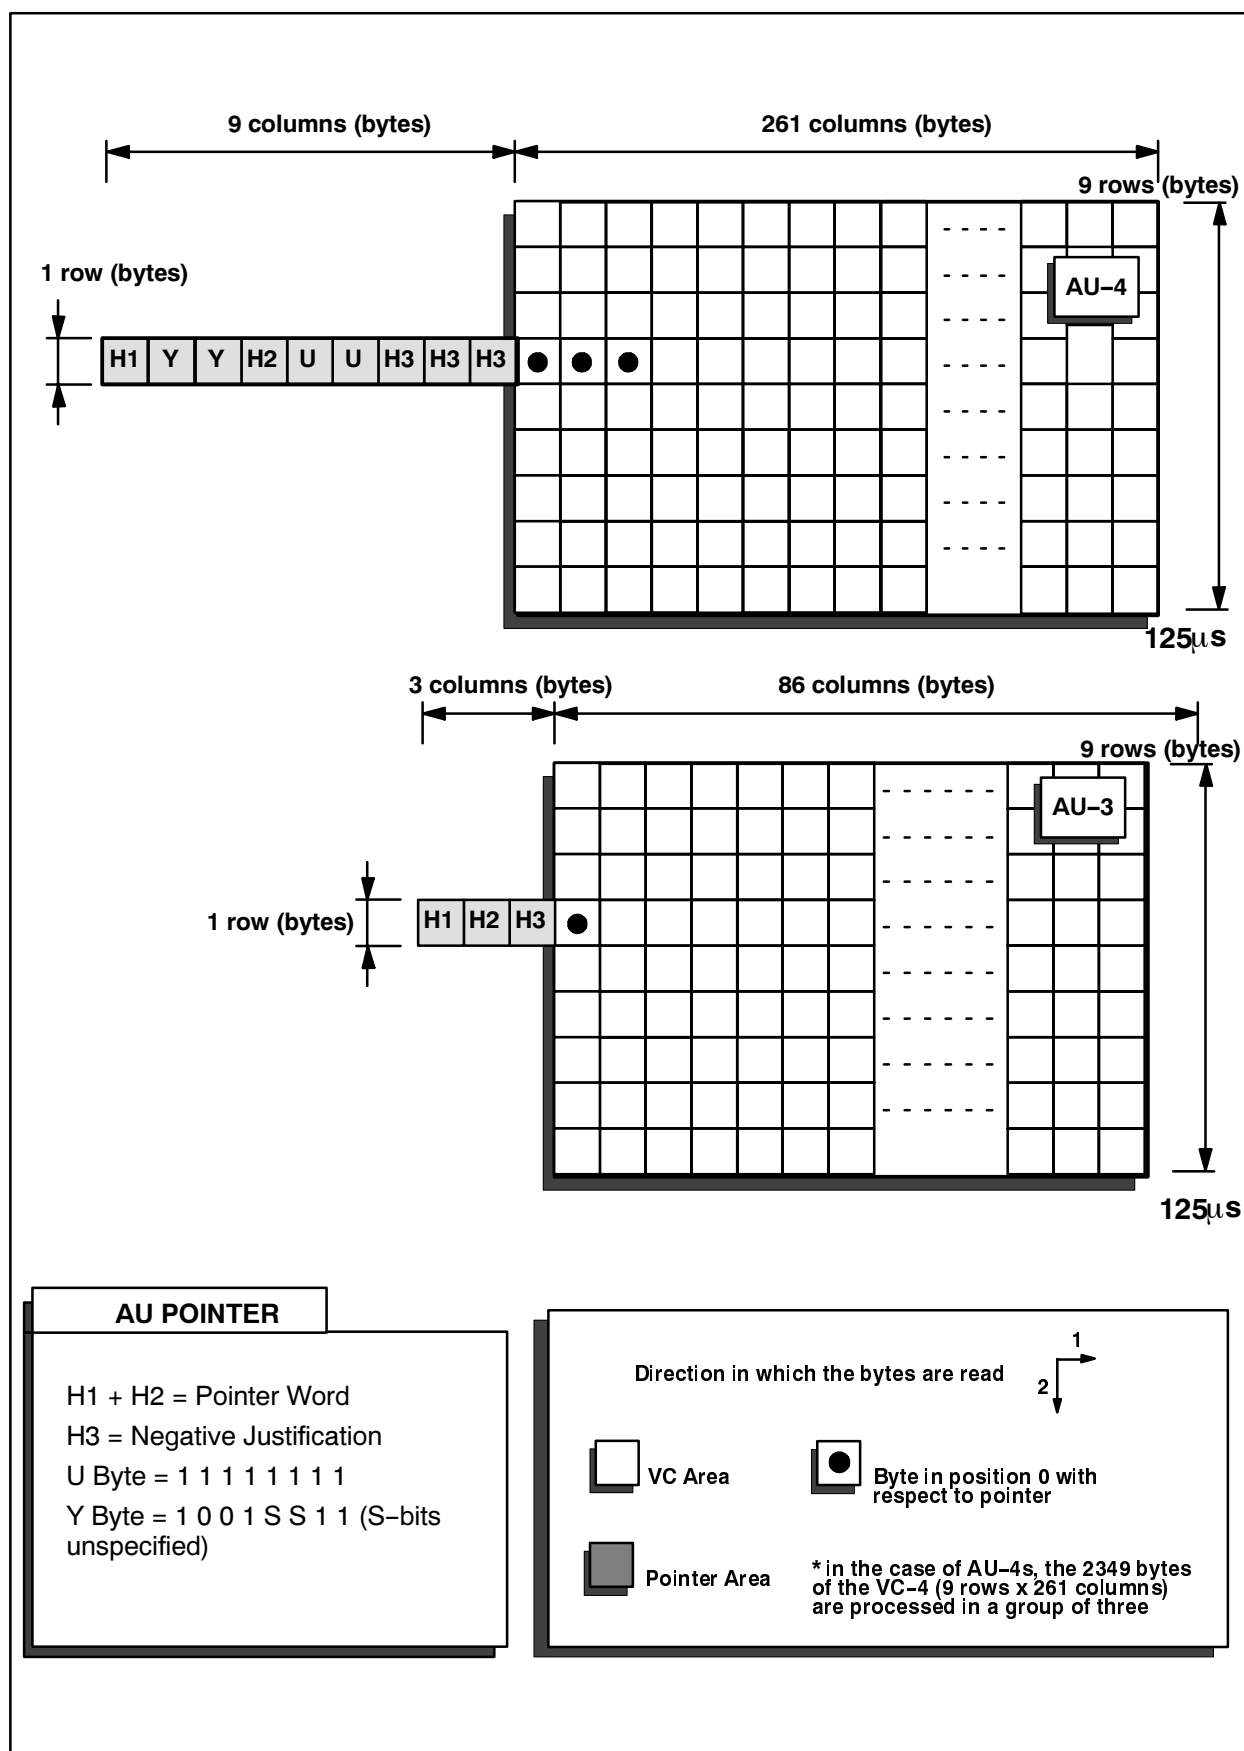 9 columns (bytes)
261 columns (bytes)
9 rows (bytes)
1 row (bytes)
AU–4
H1 Y Y H2 U U H3 H3 H3
- - - -
- - - -
- - - -
- - - -
- - - -
- - - -
- - - -
- - - -
125µs
3 columns (bytes)
86 columns (bytes)
9 rows (bytes)
AU–3
1 row (bytes)
H1 H2 H3
- - - - - -
- - - - - -
- - - - - -
- - - - - -
- - - - - -
- - - - - -
- - - - - -
- - - - - -
125µs
AU POINTER
H1 + H2 = Pointer Word
H3 = Negative Justification
U Byte = 1 1 1 1 1 1 1 1
Y Byte = 1 0 0 1 S S 1 1 (S–bits
unspecified)
Direction in which the bytes are read
1
2
VC Area
Byte in position 0 with
respect to pointer
Pointer Area
* in the case of AU–4s, the 2349 bytes
of the VC–4 (9 rows x 261 columns)
are processed in a group of three